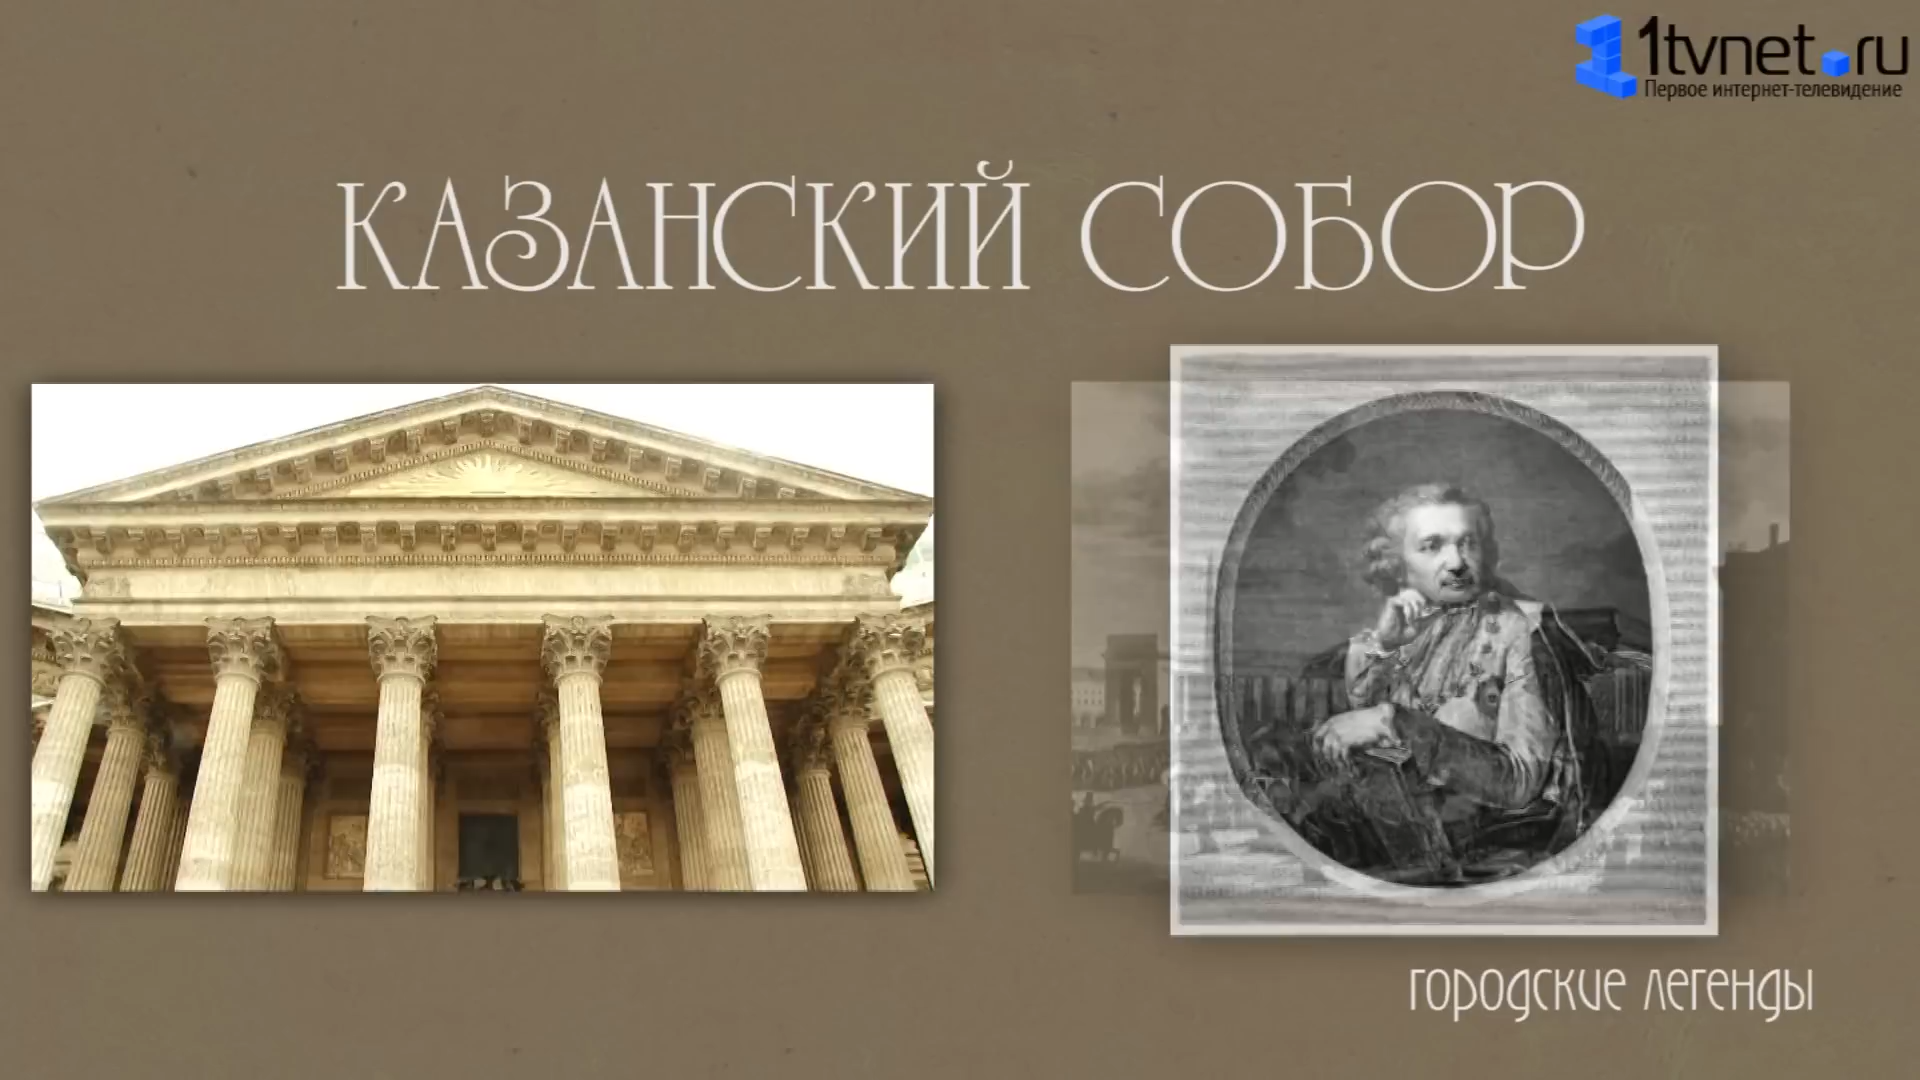 1tvnet.ru
Первое интернет-телевидение
КАЗАНСКИЙ СОБОР
городские легенды